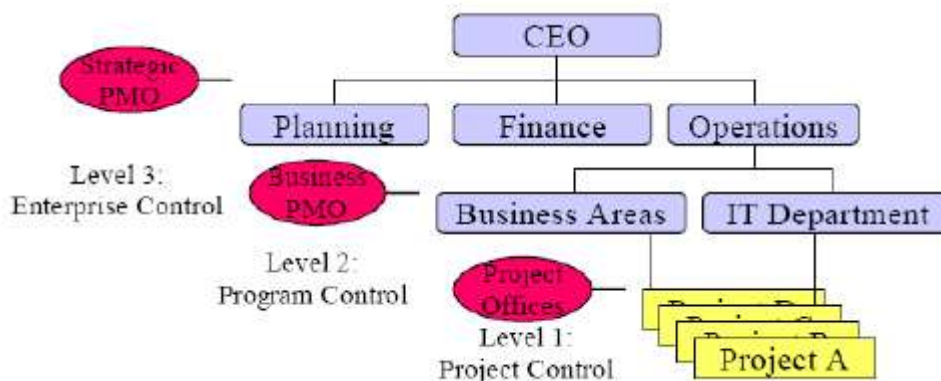 CEO
Strategic
PMO
Planning
Finance
Operations
Level 3:
Enterprise Control
Business
PMO
Business Areas
IT Department
Level 2:
Program Control
Project
Offices
Level 1:
Project Control
Project A